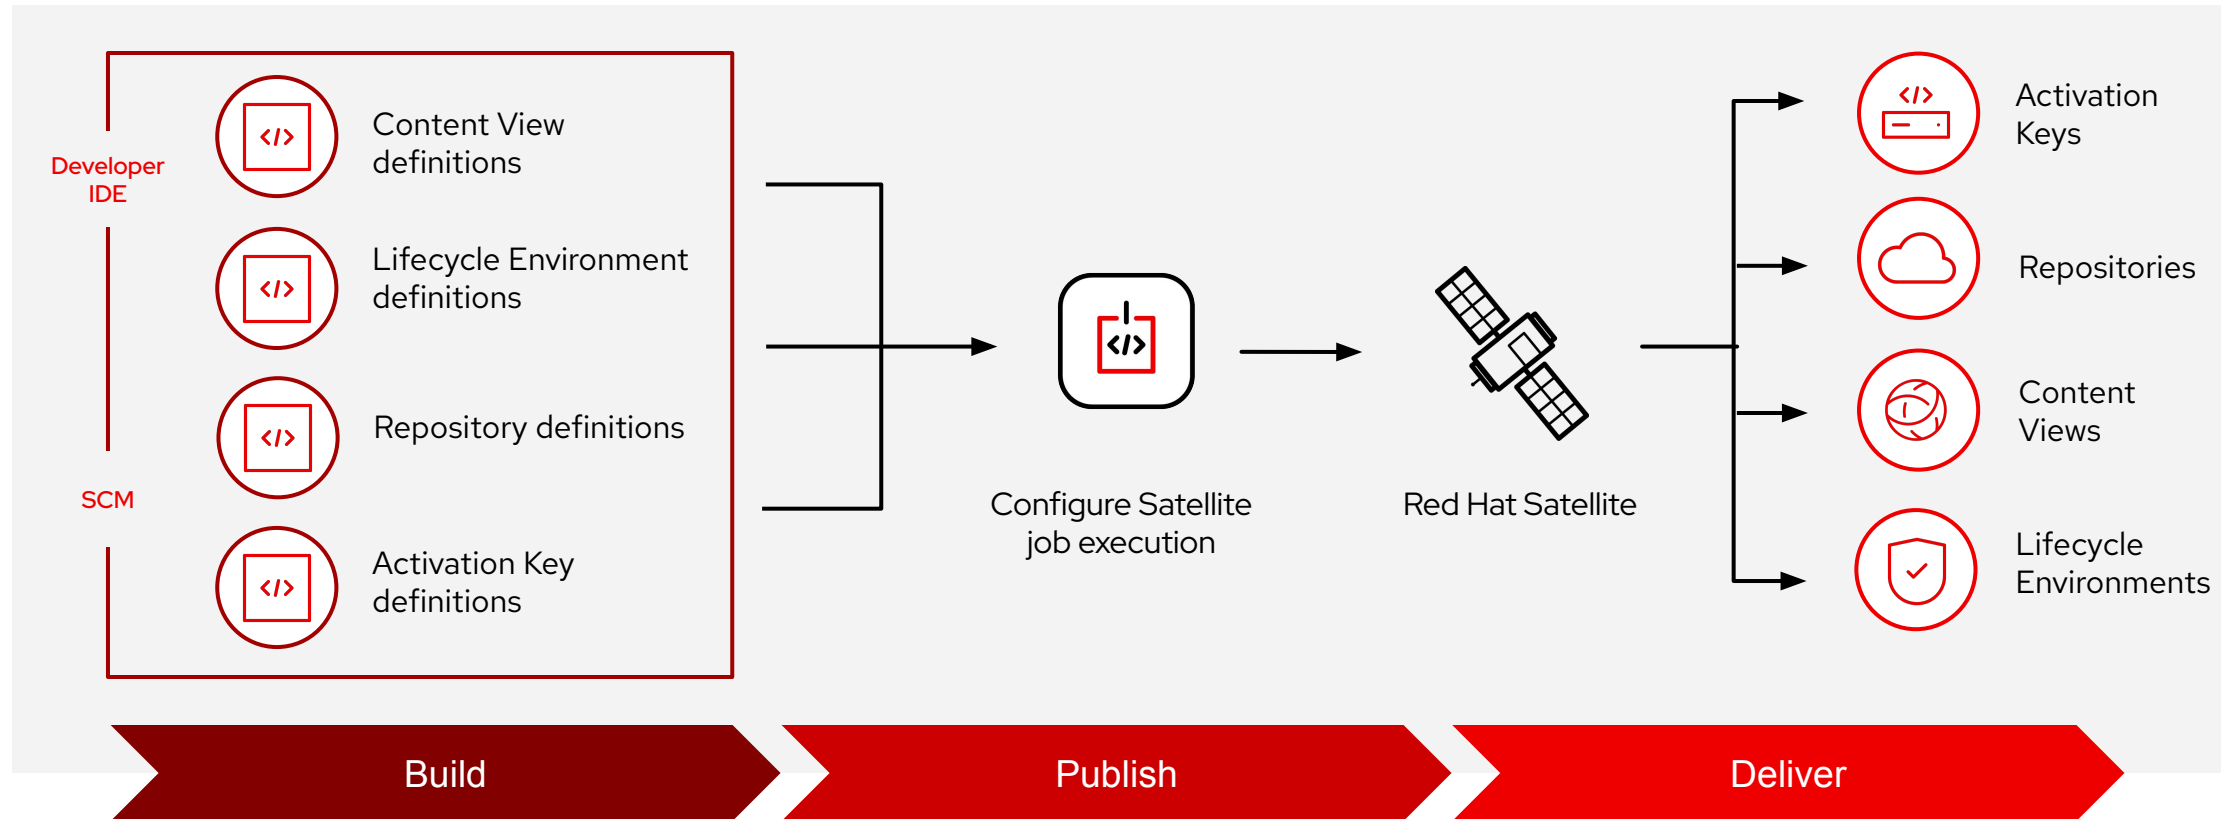 Developer
IDE
SCM
Content View
definitions
Lifecycle Environment
definitions
Repository definitions
Activation Key
definitions
Configure Satellite
job execution
Red Hat Satellite
Activation
Keys
Repositories
Content
Views
Lifecycle
Environments
Build
Publish
Deliver